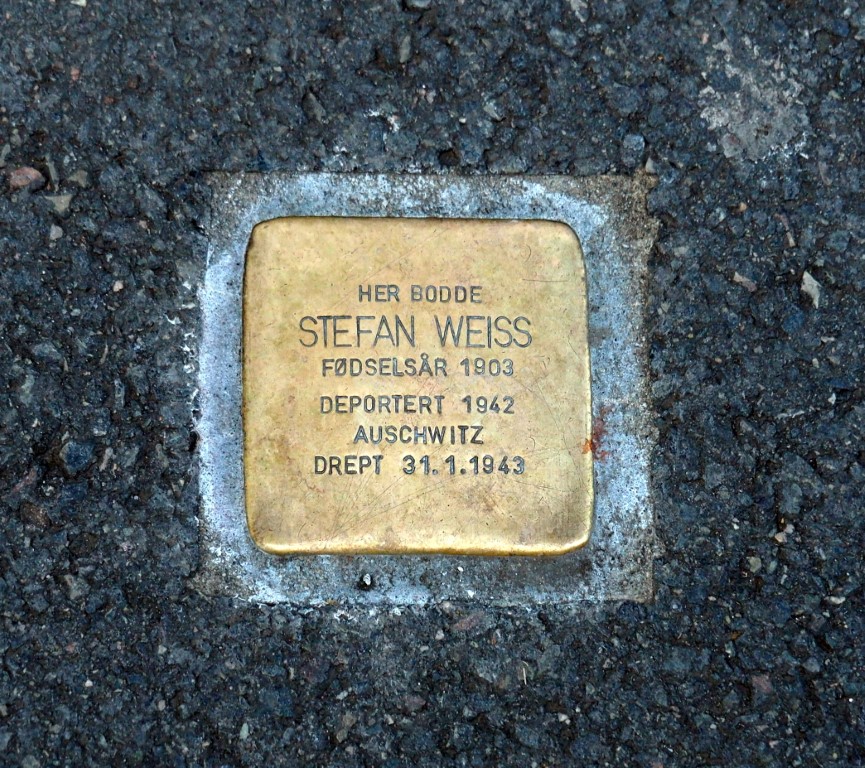 HER BODDE
STEFAN WEISS
FØDSELSÅR 1903
DEPORTERT 1942
AUSCHWITZ
DREPT 31.1.1943